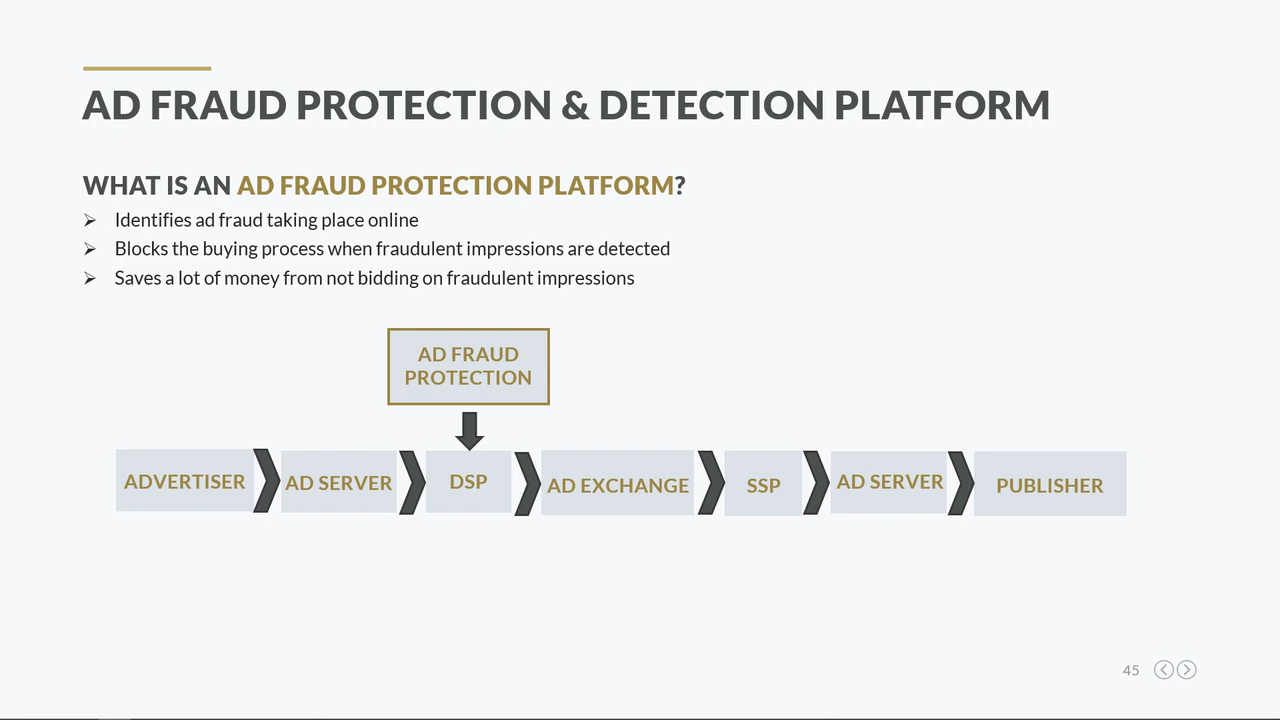 AD FRAUD PROTECTION & DETECTION PLATFORM
WHAT IS AN AD FRAUD PROTECTION PLATFORM?
Identifies ad fraud taking place online
Blocks the buying process when fraudulent impressions are detected
Saves a lot of money from not bidding on fraudulent impressions
AD FRAUD
PROTECTION
ADVERTISER
AD SERVER
DSP
AD EXCHANGE
SSP
AD SERVER
PUBLISHER
45